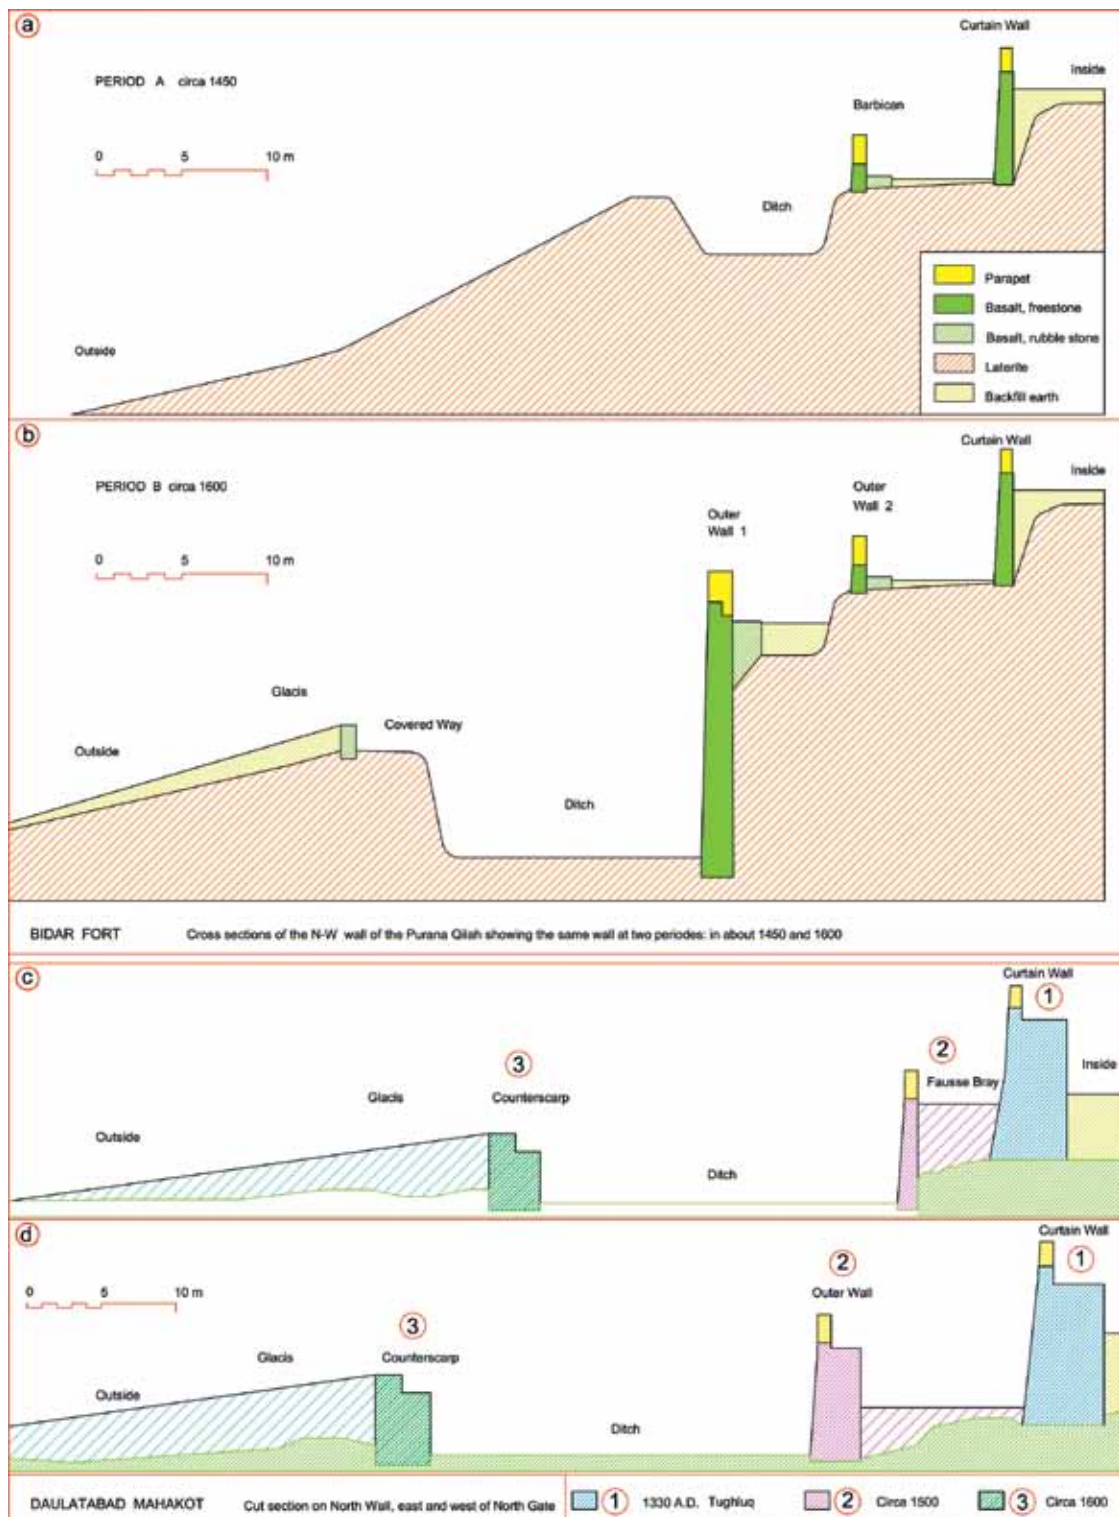 a
Curtain Wall
PERIOD A circa 1450
Inside
Barbican
0 5 10 m
Ditch
Parapet
Basalt, freestone
Basalt, rubble stone
Outside
Laterite
Backfill earth
b
Curtain Wall
PERIOD B circa 1600
Inside
Outer
Wall 2
Outer
Wall 1
0 5 10 m
Glacis
Covered Way
Outside
Ditch
BIDAR FORT Cross sections of the N-W wall of the Purana Qilah showing the same wall at two periodes: in about 1450 and 1600
c
Curtain Wall
1
2
3
Fausse Bray
Inside
Glacis
Counterscarp
Outside
Ditch
d
Curtain Wall
1
2
0 5 10 m
Outer Wall
3
Glacis
Counterscarp
Outside
Ditch
DAULATABAD MAHAKOT Cut section on North Wall, east and west of North Gate
1 1330 A.D. Tughluq
2 Circa 1500
3 Circa 1600